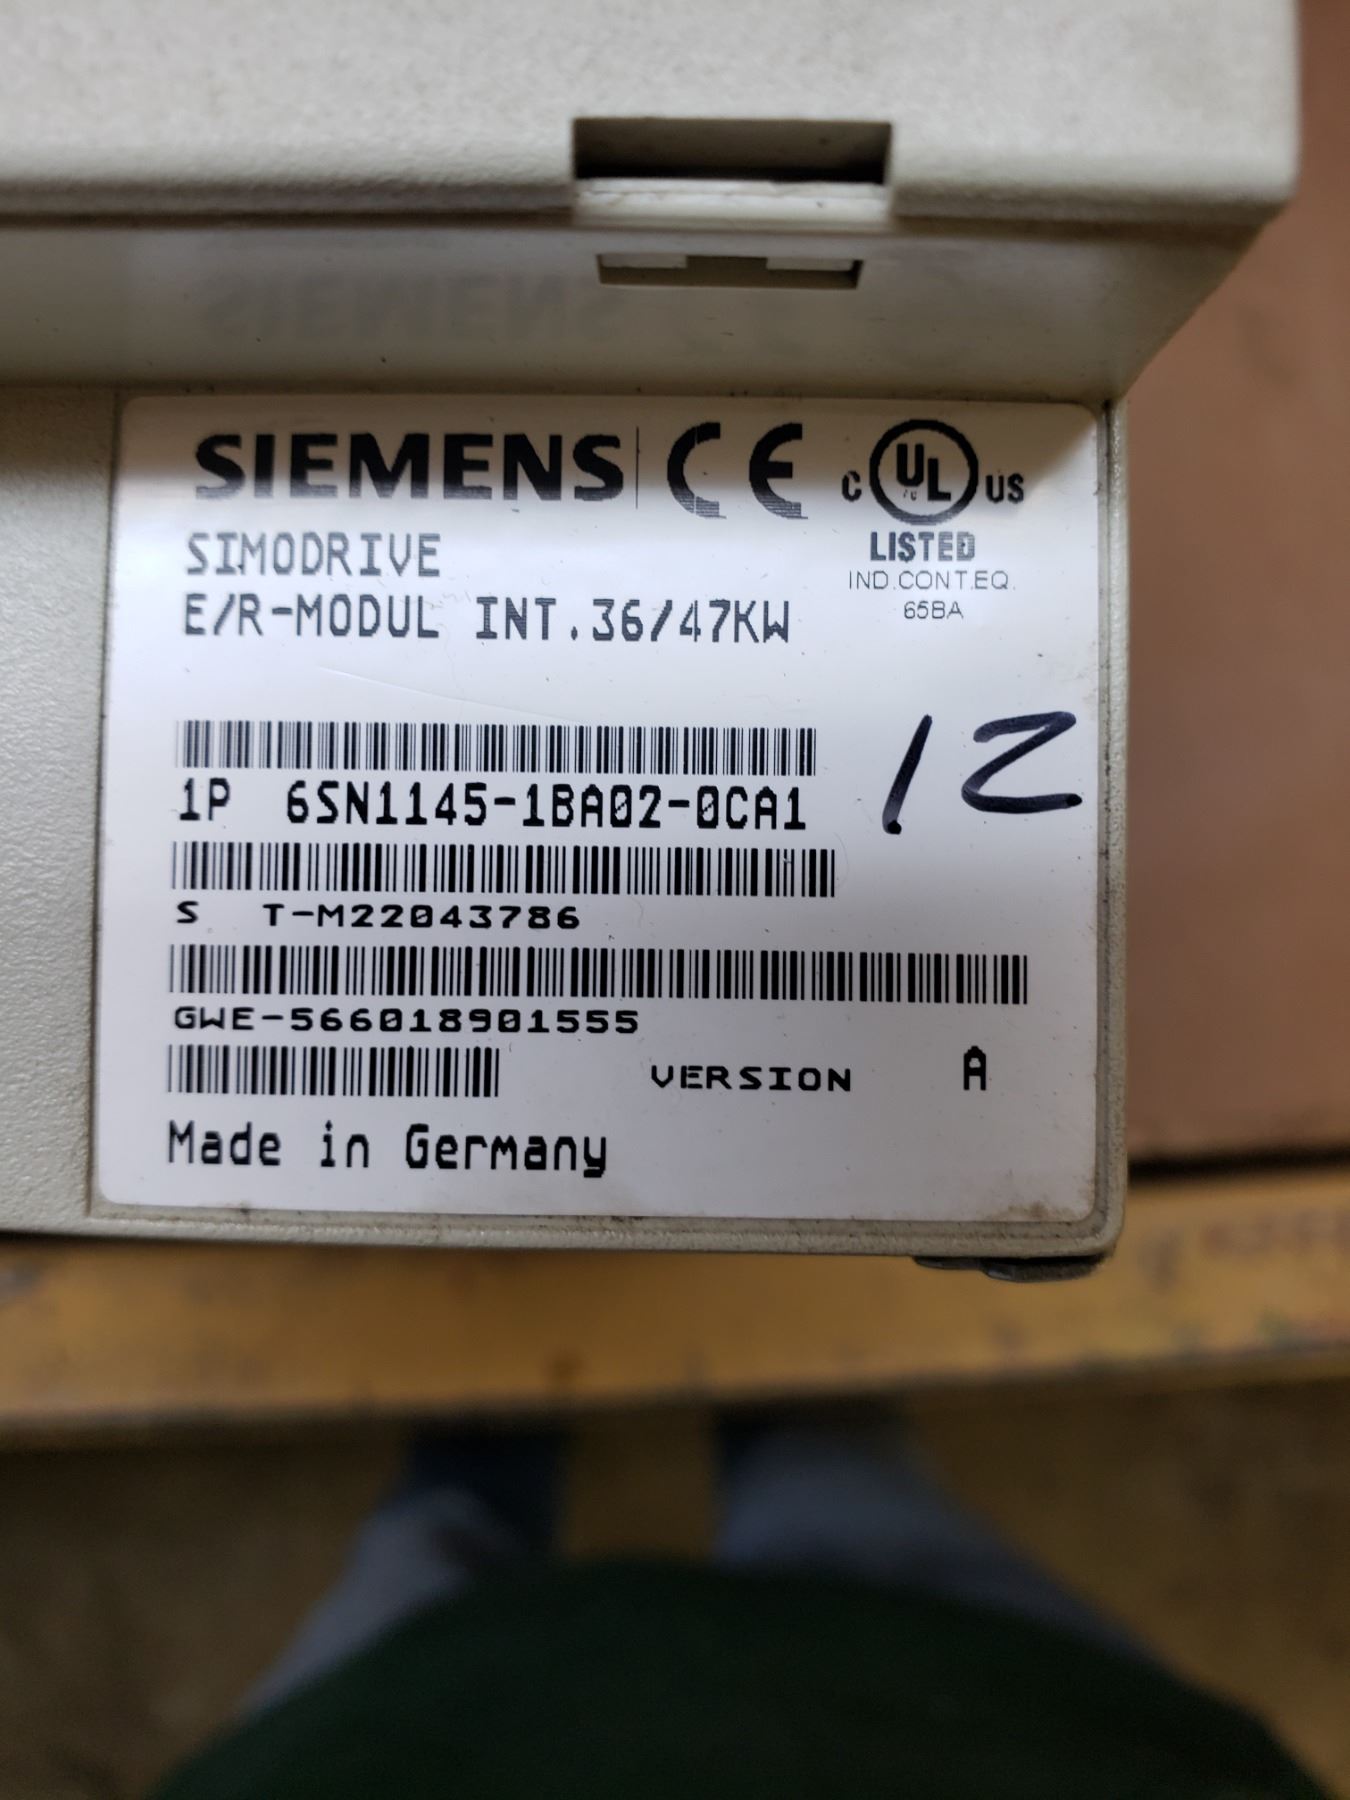 SIEMENS CE
C UL US
LISTED
IND.CONT.EQ.
65BA
SIMODRIVE
E/R-MODUL INT.36/47KW
12
1P 6SN1145-1BA02-0CA1
S T-M22043786
GWE-566018901555
VERSION A
Made in Germany